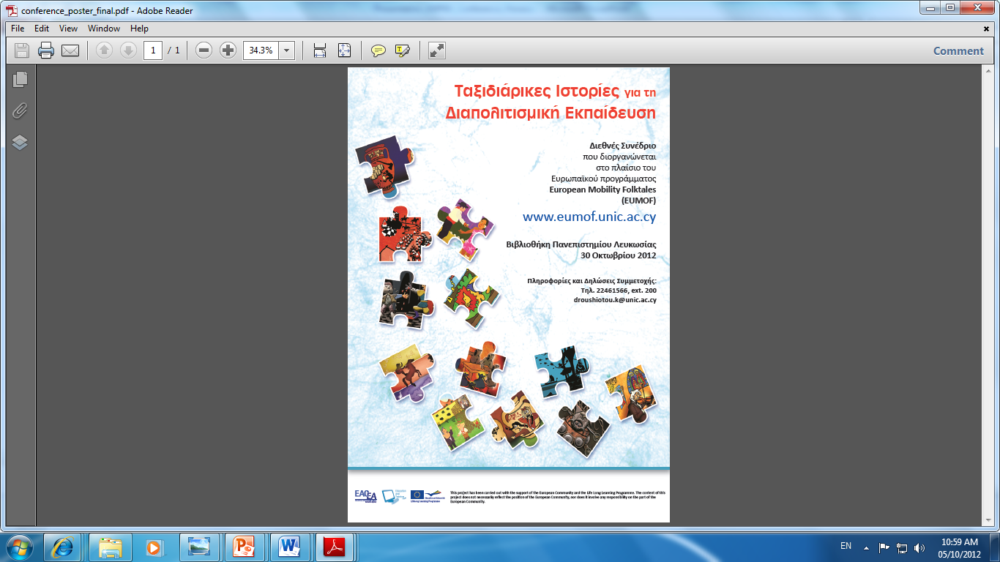 conference_poster_final.pdf - Adobe Reader
File Edit View Window Help
1 / 1 34.3% Comment
Ταξιδιάρικες Ιστορίες για τη
Διαπολιτισμική Εκπαίδευση
Διεθνές Συνέδριο
που διοργανώνεται
στο πλαίσιο του
Ευρωπαϊκού προγράμματος
European Mobility Folktales
(EUMOF)
www.eumof.unic.ac.cy
Βιβλιοθήκη Πανεπιστημίου Λευκωσίας
30 Οκτωβρίου 2012
Πληροφορίες και Δηλώσεις Συμμετοχής:
Τηλ. 22461566, ext. 200
droushiotou.k@unic.ac.cy
This project has been carried out with the support of the European Community and the Life Long Learning Programme. The content of this
project does not necessarily reflect the position of the European Community, nor does it involve any responsibility on the part of the
European Community.
Lifelong Learning Programme
EN
10:59 AM
05/10/2012